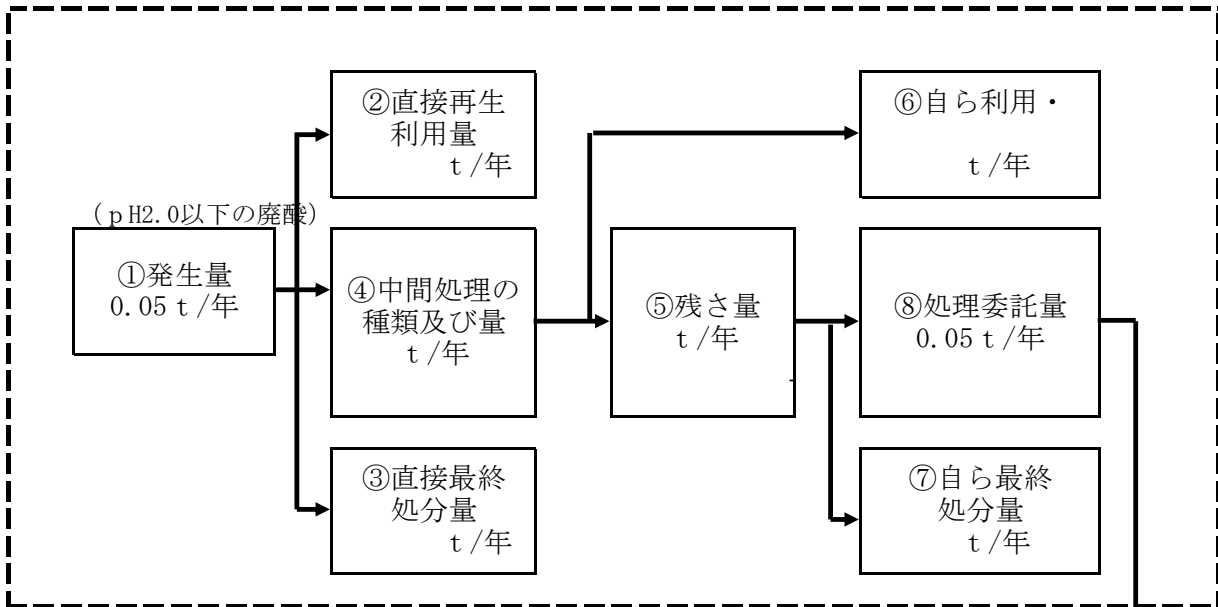 ②直接再生
利用量
t/年
⑥自ら利用・
t/年
(pH2.0以下の廃酸)
①発生量
0.05t/年
④中間処理の
種類及び量
t/年
⑤残さ量
t/年
⑧処理委託量
0.05t/年
③直接最終
処分量
t/年
⑦自ら最終
処分量
t/年